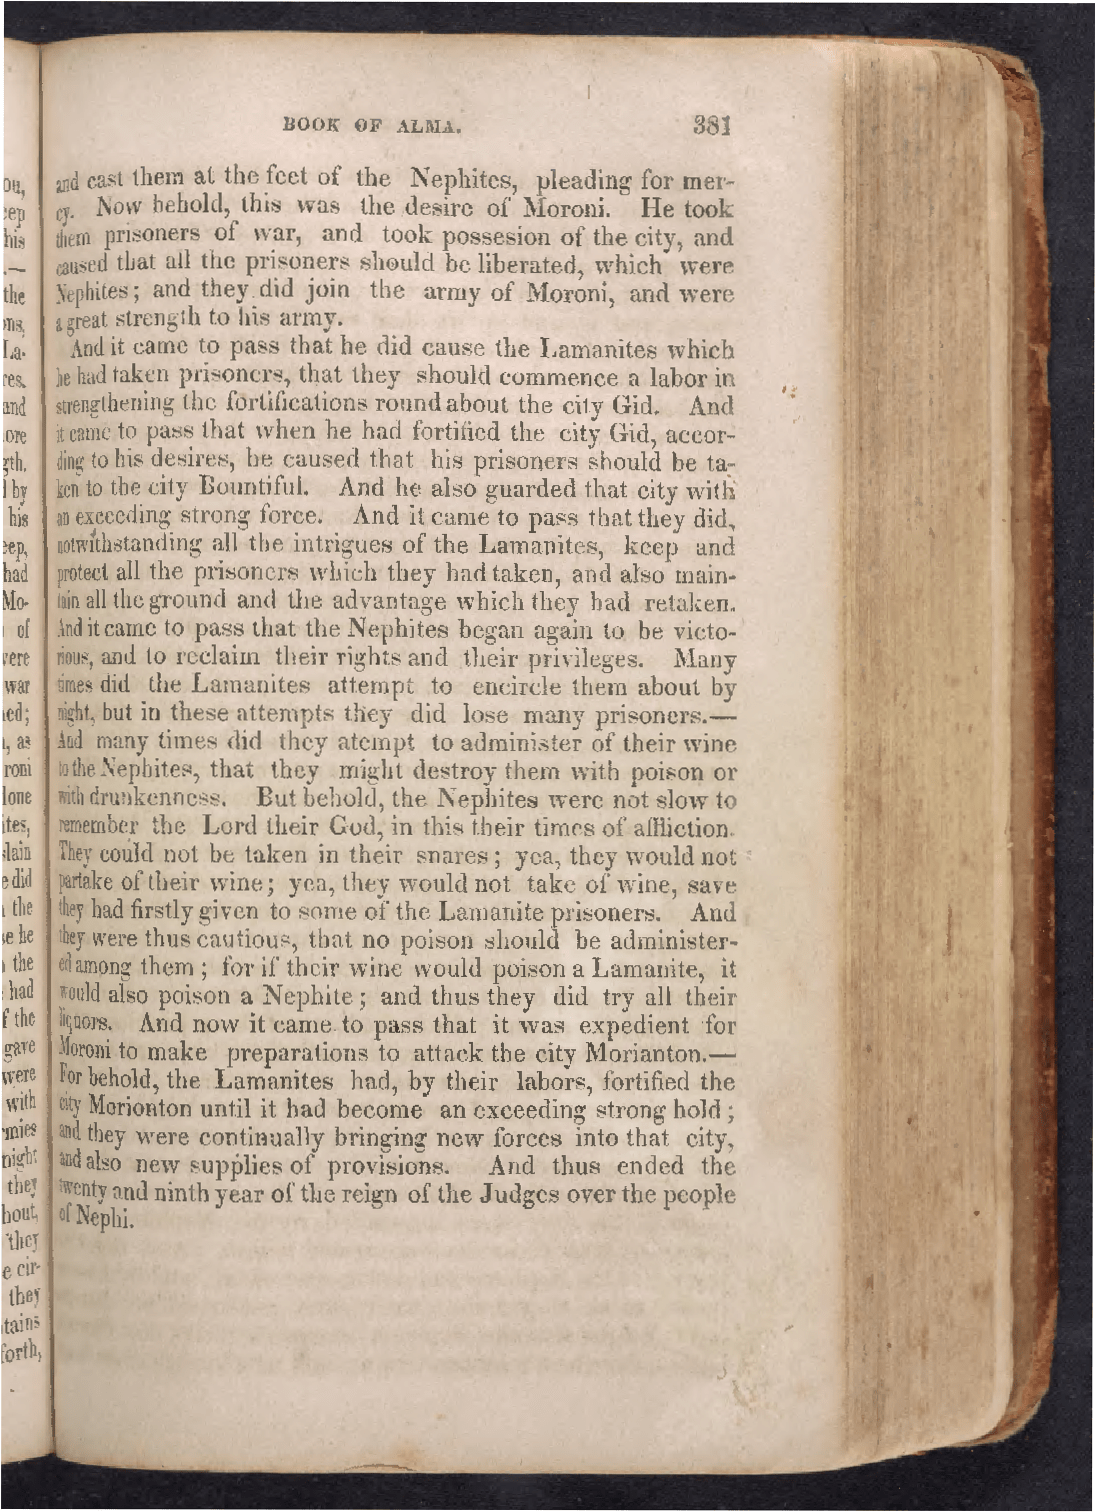 BOOK OF ALMA. 381
and cast them at the feet of the Nephites, pleading for mer-
cy. Now behold, this was the desire of Moroni. He took
them prisoners of war, and took possesion of the city, and
caused that all the prisoners should be liberated, which were
Nephites; and they did join the army of Moroni, and were
a great strength to his army.
And it came to pass that he did cause the Lamanites which
he had taken prisoners, that they should commence a labor in
strengthening the fortifications round about the city Gid. And
it came to pass that when he had fortified the city Gid, accor-
ding to his desires, he caused that his prisoners should be ta-
ken to the city Bountiful. And he also guarded that city with
an exceeding strong force. And it came to pass that they did,
notwithstanding all the intrigues of the Lamanites, keep and
protect all the prisoners which they had taken, and also main-
tain all the ground and the advantage which they had retaken.
And it came to pass that the Nephites began again to be victo-
rious, and to reclaim their rights and their privileges. Many
times did the Lamanites attempt to encircle them about by
night, but in these attempts they did lose many prisoners.—
And many times did they atempt to administer of their wine
to the Nephites, that they might destroy them with poison or
with drunkenness. But behold, the Nephites were not slow to
remember the Lord their God, in this their times of affliction.
They could not be taken in their snares; yea, they would not
partake of their wine; yea, they would not take of wine, save
they had firstly given to some of the Lamanite prisoners. And
they were thus cautious, that no poison should be administer-
ed among them; for if their wine would poison a Lamanite, it
would also poison a Nephite; and thus they did try all their
liquors. And now it came to pass that it was expedient for
Moroni to make preparations to attack the city Morianton.—
For behold, the Lamanites had, by their labors, fortified the
city Morionton until it had become an exceeding strong hold;
and they were continually bringing new forces into that city,
and also new supplies of provisions. And thus ended the
twenty and ninth year of the reign of the Judges over the people
of Nephi.